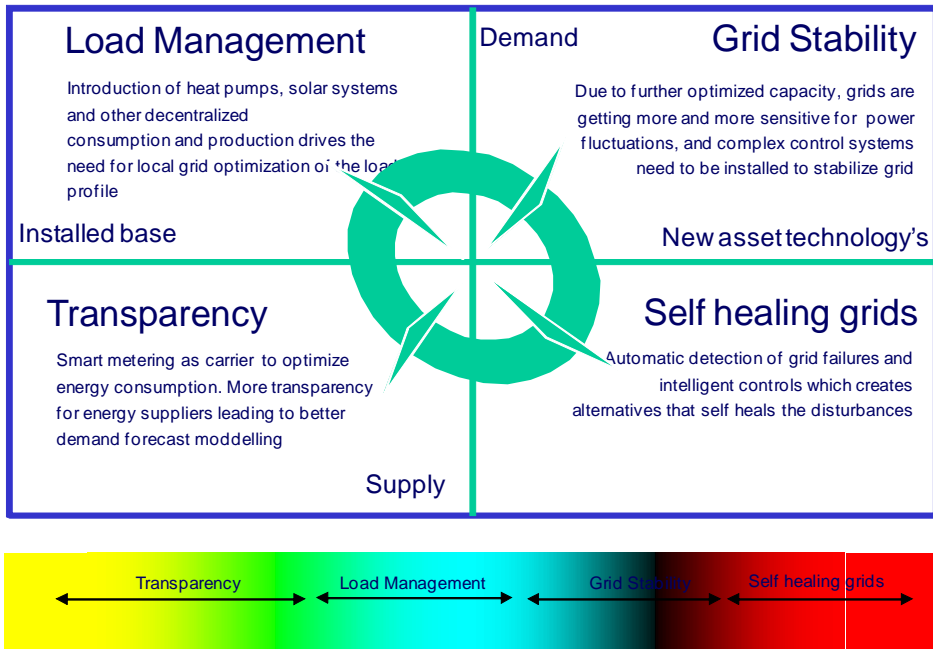 Load Management
Introduction of heat pumps, solar systems
and other decentralized
consumption and production drives the
need for local grid optimization of the load
profile
Installed base
Demand
Grid Stability
Due to further optimized capacity, grids are
getting more and more sensitive for power
fluctuations, and complex control systems
need to be installed to stabilize grid
New asset technology's
Transparency
Smart metering as carrier to optimize
energy consumption. More transparency
for energy suppliers leading to better
demand forecast moddelling
Supply
Self healing grids
Automatic detection of grid failures and
intelligent controls which creates
alternatives that self heals the disturbances
Transparency
Load Management
Grid Stability
Self healing grids